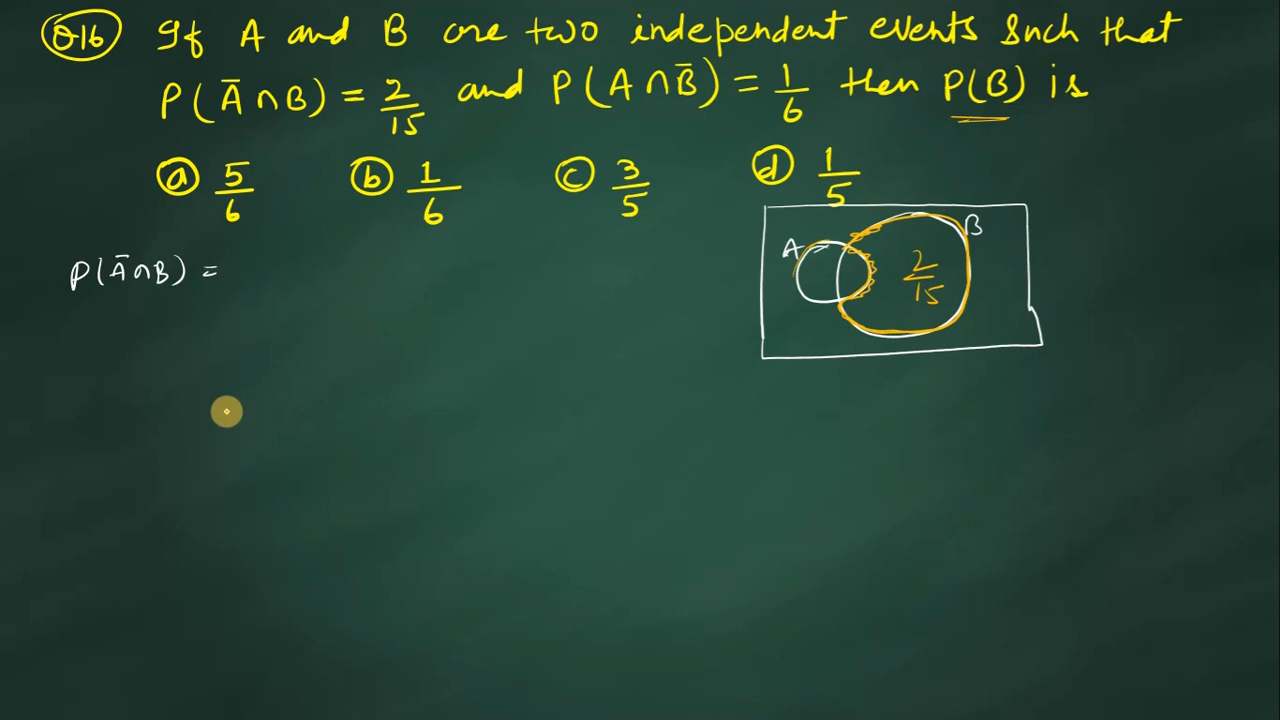 Q16 If A and B are two independent events such that
P(A̅∩B) = 2/15 and P(A∩B̅) = 1/6 then P(B) is
ⓐ 5/6 ⓑ 1/6 ⓒ 3/5 ⓓ 1/5
A B
P(A̅∩B) = 2/15